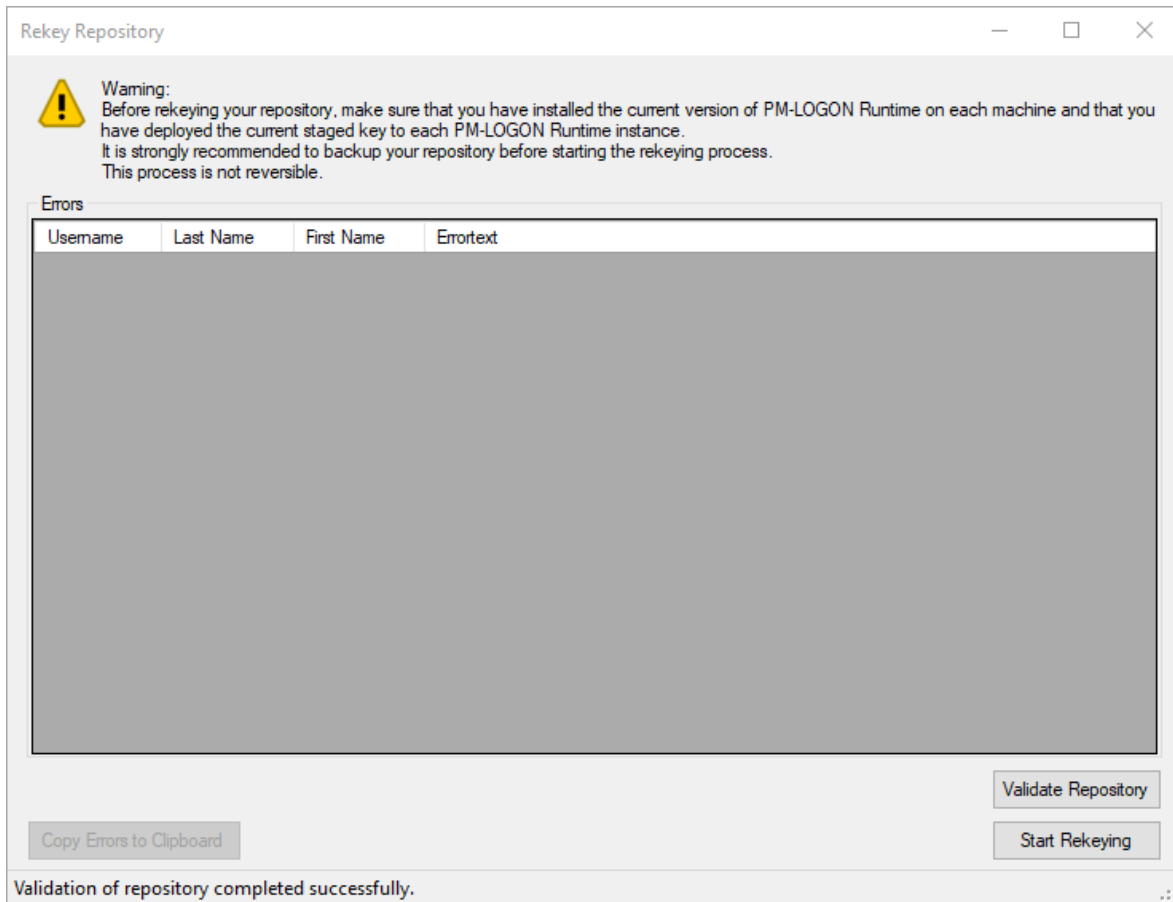 Rekey Repository
Warning:
Before rekeying your repository, make sure that you have installed the current version of PM-LOGON Runtime on each machine and that you
have deployed the current staged key to each PM-LOGON Runtime instance.
It is strongly recommended to backup your repository before starting the rekeying process.
This process is not reversible.
Errors
Username Last Name First Name Errortext
Validate Repository
Copy Errors to Clipboard Start Rekeying
Validation of repository completed successfully.